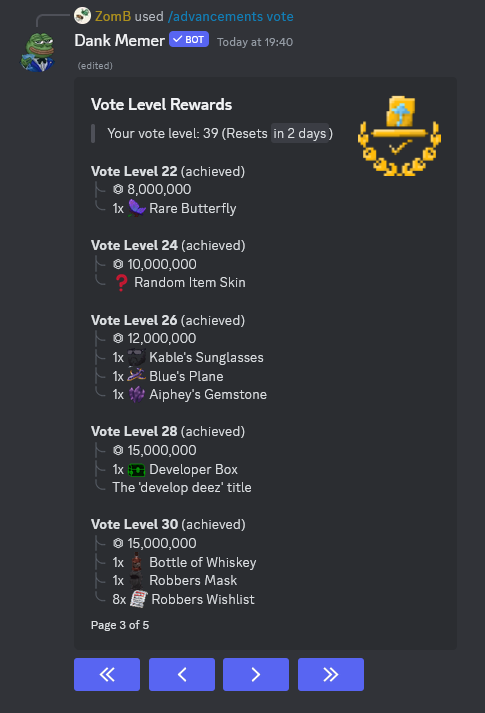 ZomB used /advancements vote
Dank Memer ✓ BOT Today at 19:40
(edited)
Vote Level Rewards
Your vote level: 39 (Resets in 2 days)
Vote Level 22 (achieved)
8,000,000
1x Rare Butterfly
Vote Level 24 (achieved)
10,000,000
❓ Random Item Skin
Vote Level 26 (achieved)
12,000,000
1x Kable's Sunglasses
1x Blue's Plane
1x Aiphey's Gemstone
Vote Level 28 (achieved)
15,000,000
1x Developer Box
The 'develop deez' title
Vote Level 30 (achieved)
15,000,000
1x Bottle of Whiskey
1x Robbers Mask
8x Robbers Wishlist
Page 3 of 5